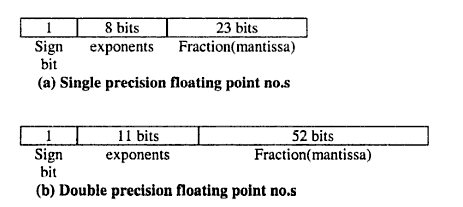 1 8 bits 23 bits
Sign exponents Fraction(mantissa)
bit
(a) Single precision floating point no.s
1 11 bits 52 bits
Sign exponents Fraction(mantissa)
bit
(b) Double precision floating point no.s